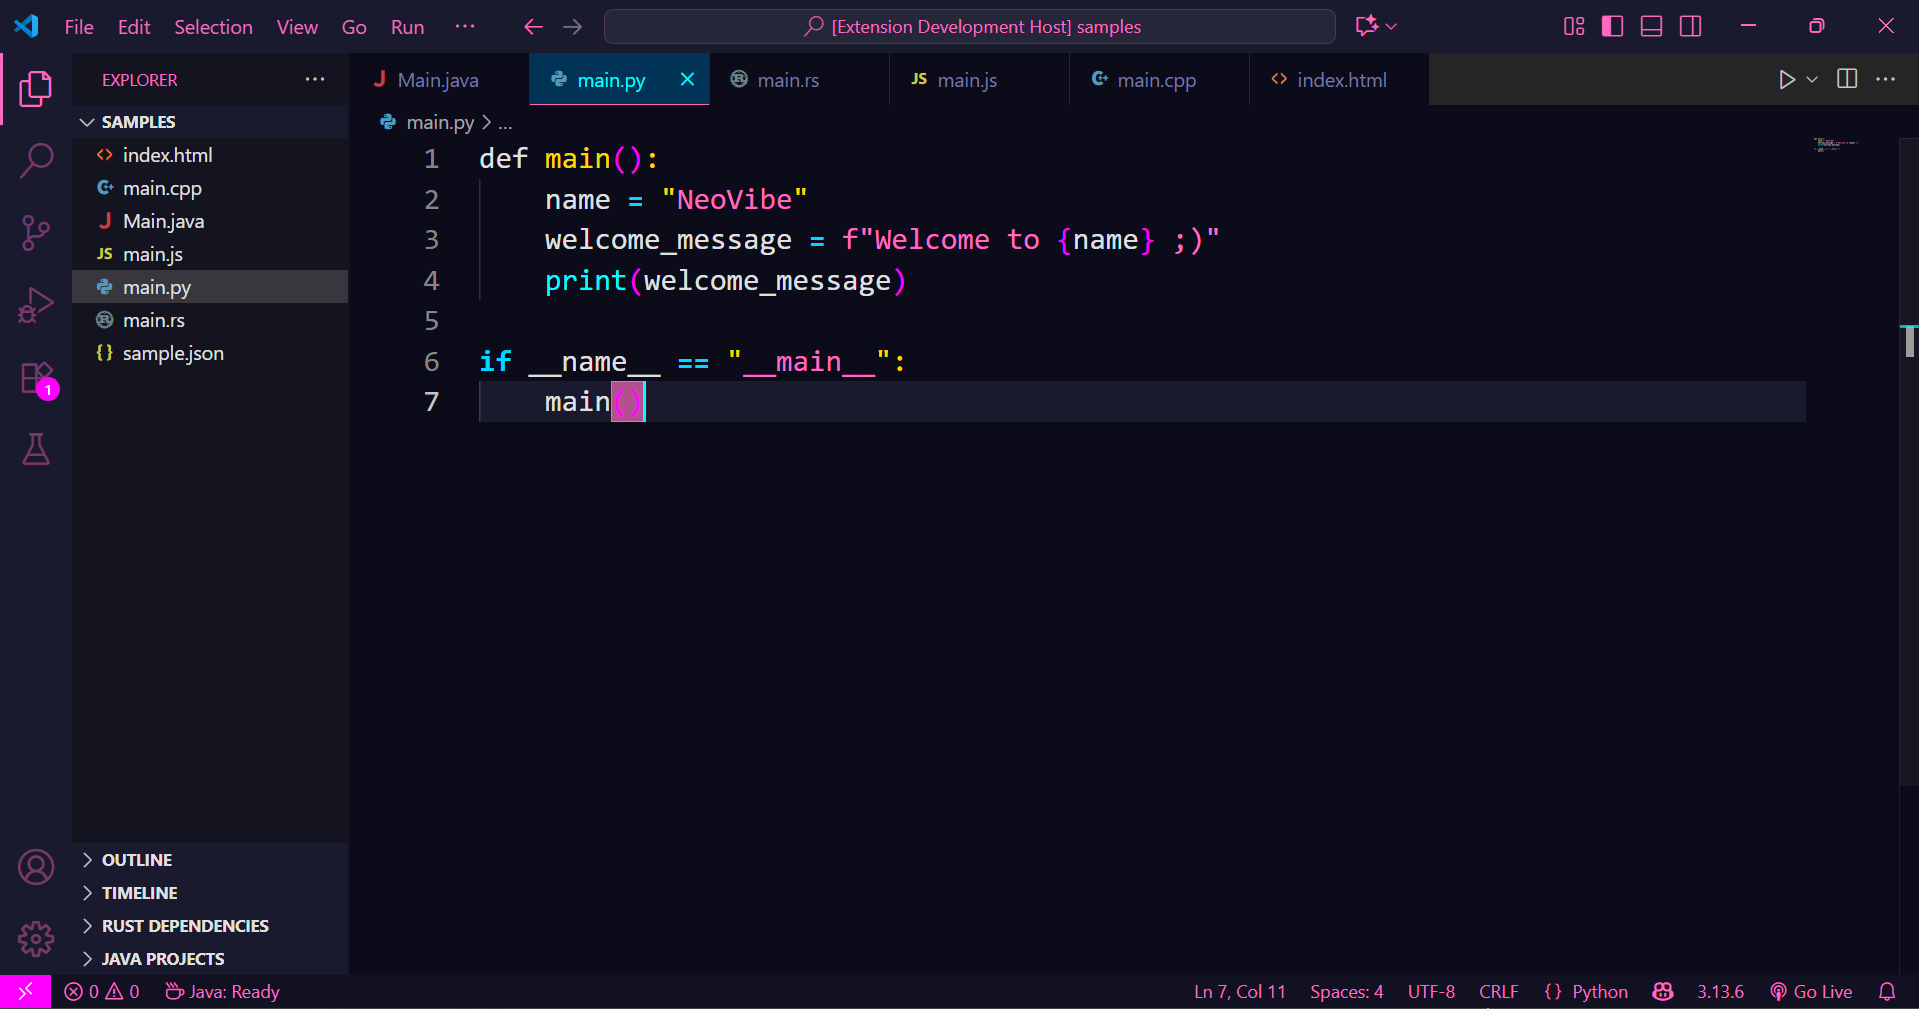 File Edit Selection View Go Run ··· [Extension Development Host] samples
EXPLORER ···
SAMPLES
index.html
main.cpp
J Main.java
JS main.js
main.py
main.rs
{} sample.json
OUTLINE
TIMELINE
RUST DEPENDENCIES
JAVA PROJECTS
1
J Main.java main.py main.rs JS main.js main.cpp index.html
main.py > ...
1 def main():
2 name = "NeoVibe"
3 welcome_message = f"Welcome to {name} ;)"
4 print(welcome_message)
5
6 if __name__ == "__main__":
7 main()
0 0 Java: Ready Ln 7, Col 11 Spaces: 4 UTF-8 CRLF {} Python 3.13.6 Go Live